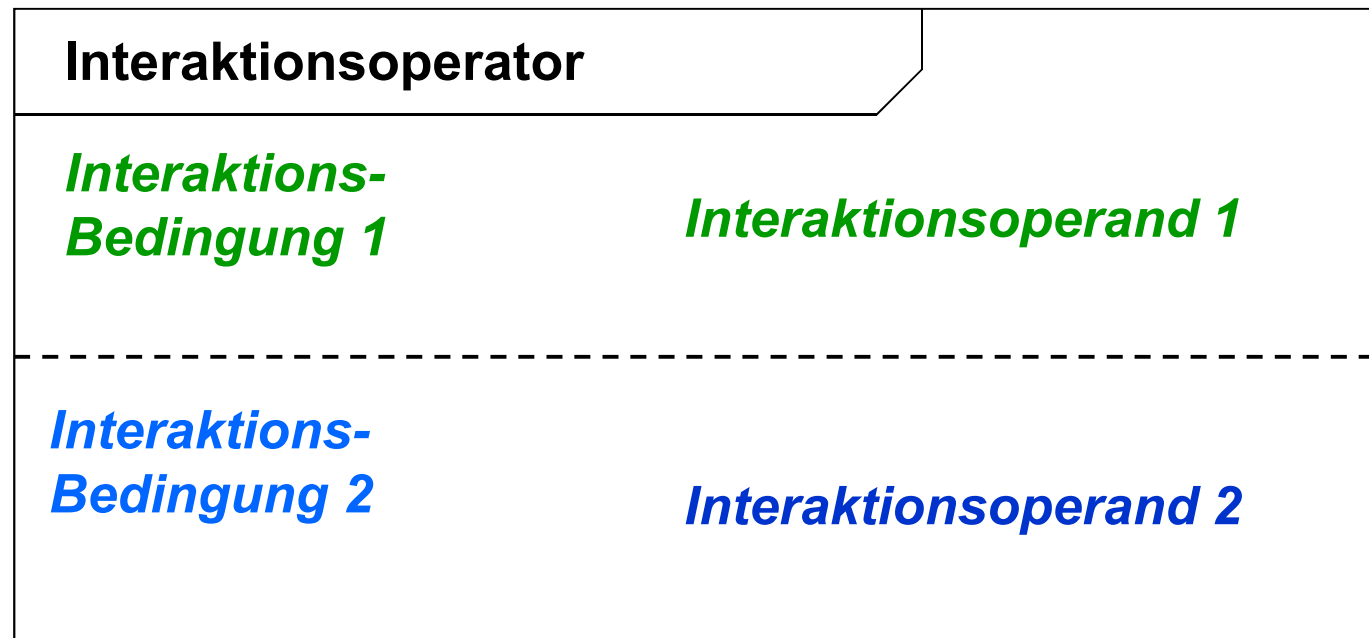 Interaktionsoperator
Interaktions-
Bedingung 1
Interaktionsoperand 1
Interaktions-
Bedingung 2
Interaktionsoperand 2